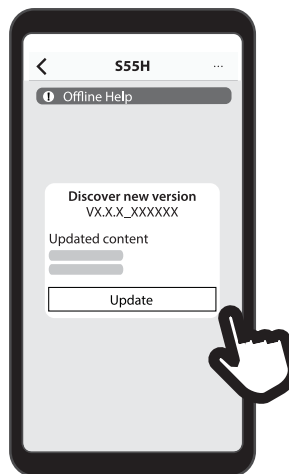 S55H ...
! Offline Help
Discover new version
VX.X.X_XXXXXX
Updated content
Update